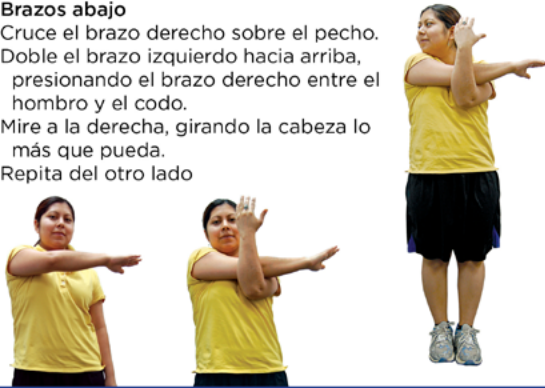 Brazos abajo
Cruce el brazo derecho sobre el pecho.
Doble el brazo izquierdo hacia arriba,
presionando el brazo derecho entre el
hombro y el codo.
Mire a la derecha, girando la cabeza lo
más que pueda.
Repita del otro lado